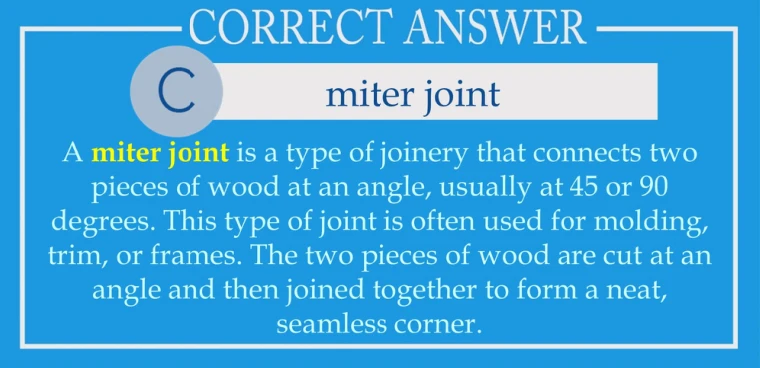 CORRECT ANSWER
C
miter joint
A miter joint is a type of joinery that connects two
pieces of wood at an angle, usually at 45 or 90
degrees. This type of joint is often used for molding,
trim, or frames. The two pieces of wood are cut at an
angle and then joined together to form a neat,
seamless corner.